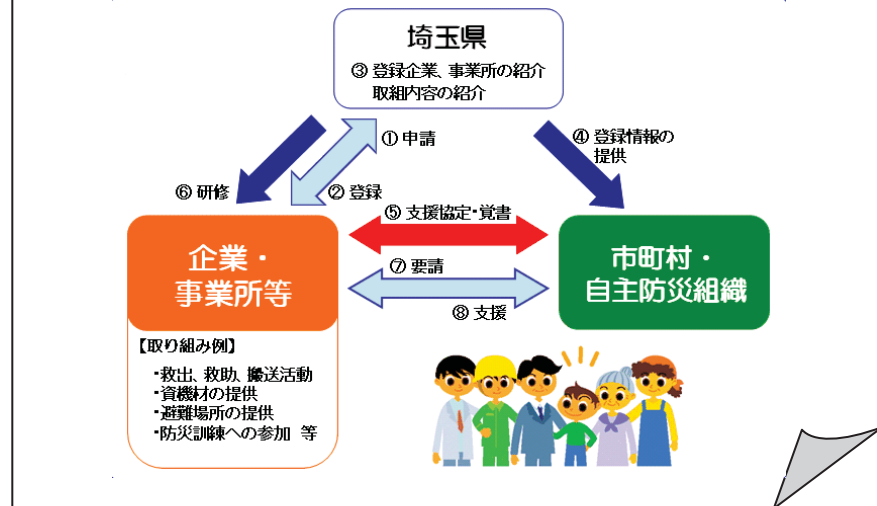 埼玉県
③ 登録企業、事業所の紹介
取組内容の紹介
① 申請
④ 登録情報の
提供
⑥ 研修
② 登録
⑤ 支援協定・覚書
企業・
事業所等
⑦ 要請
市町村・
自主防災組織
⑧ 支援
【取り組み例】
・救出、救助、搬送活動
・資機材の提供
・避難場所の提供
・防災訓練への参加 等